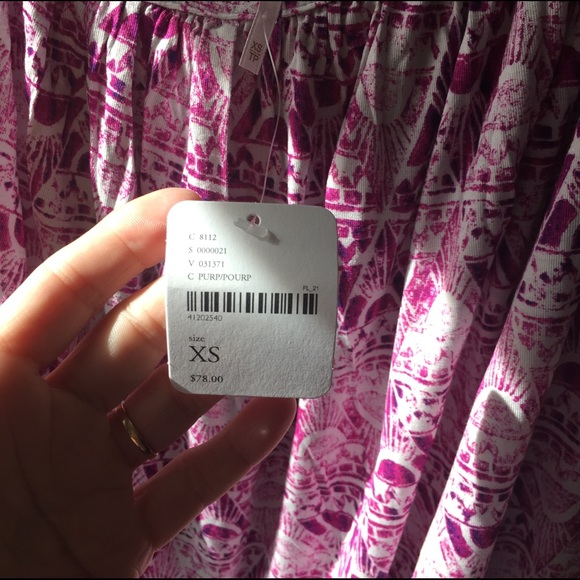 C 8112
S 0000021
V 031371
C PURP/POURP
PL_21
41202540
size:
XS
$78.00